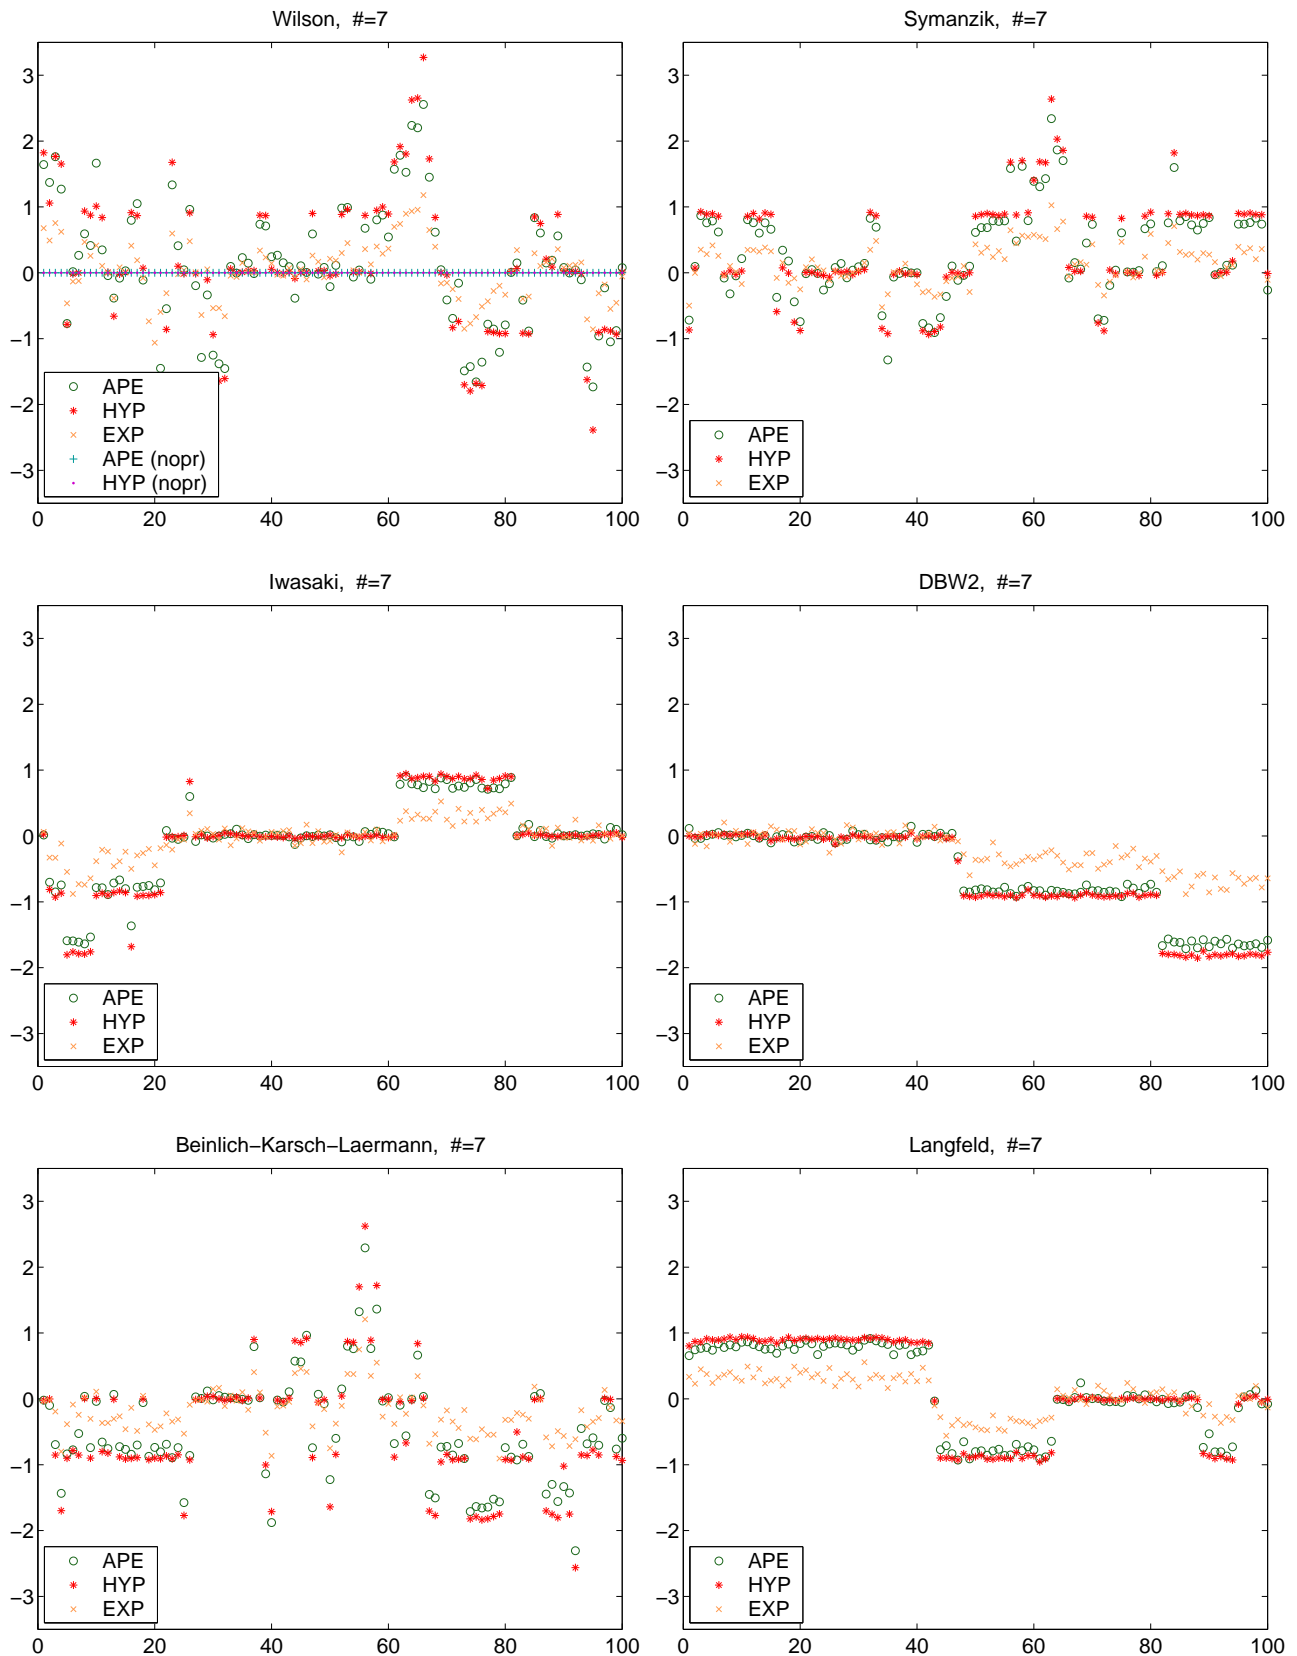 Wilson, #=7
3
2
1
0
−1
−2
−3
APE
HYP
EXP
APE (nopr)
HYP (nopr)
0 20 40 60 80 100
Symanzik, #=7
3
2
1
0
−1
−2
−3
APE
HYP
EXP
0 20 40 60 80 100
Iwasaki, #=7
3
2
1
0
−1
−2
−3
APE
HYP
EXP
0 20 40 60 80 100
DBW2, #=7
3
2
1
0
−1
−2
−3
APE
HYP
EXP
0 20 40 60 80 100
Beinlich−Karsch−Laermann, #=7
3
2
1
0
−1
−2
−3
APE
HYP
EXP
0 20 40 60 80 100
Langfeld, #=7
3
2
1
0
−1
−2
−3
APE
HYP
EXP
0 20 40 60 80 100